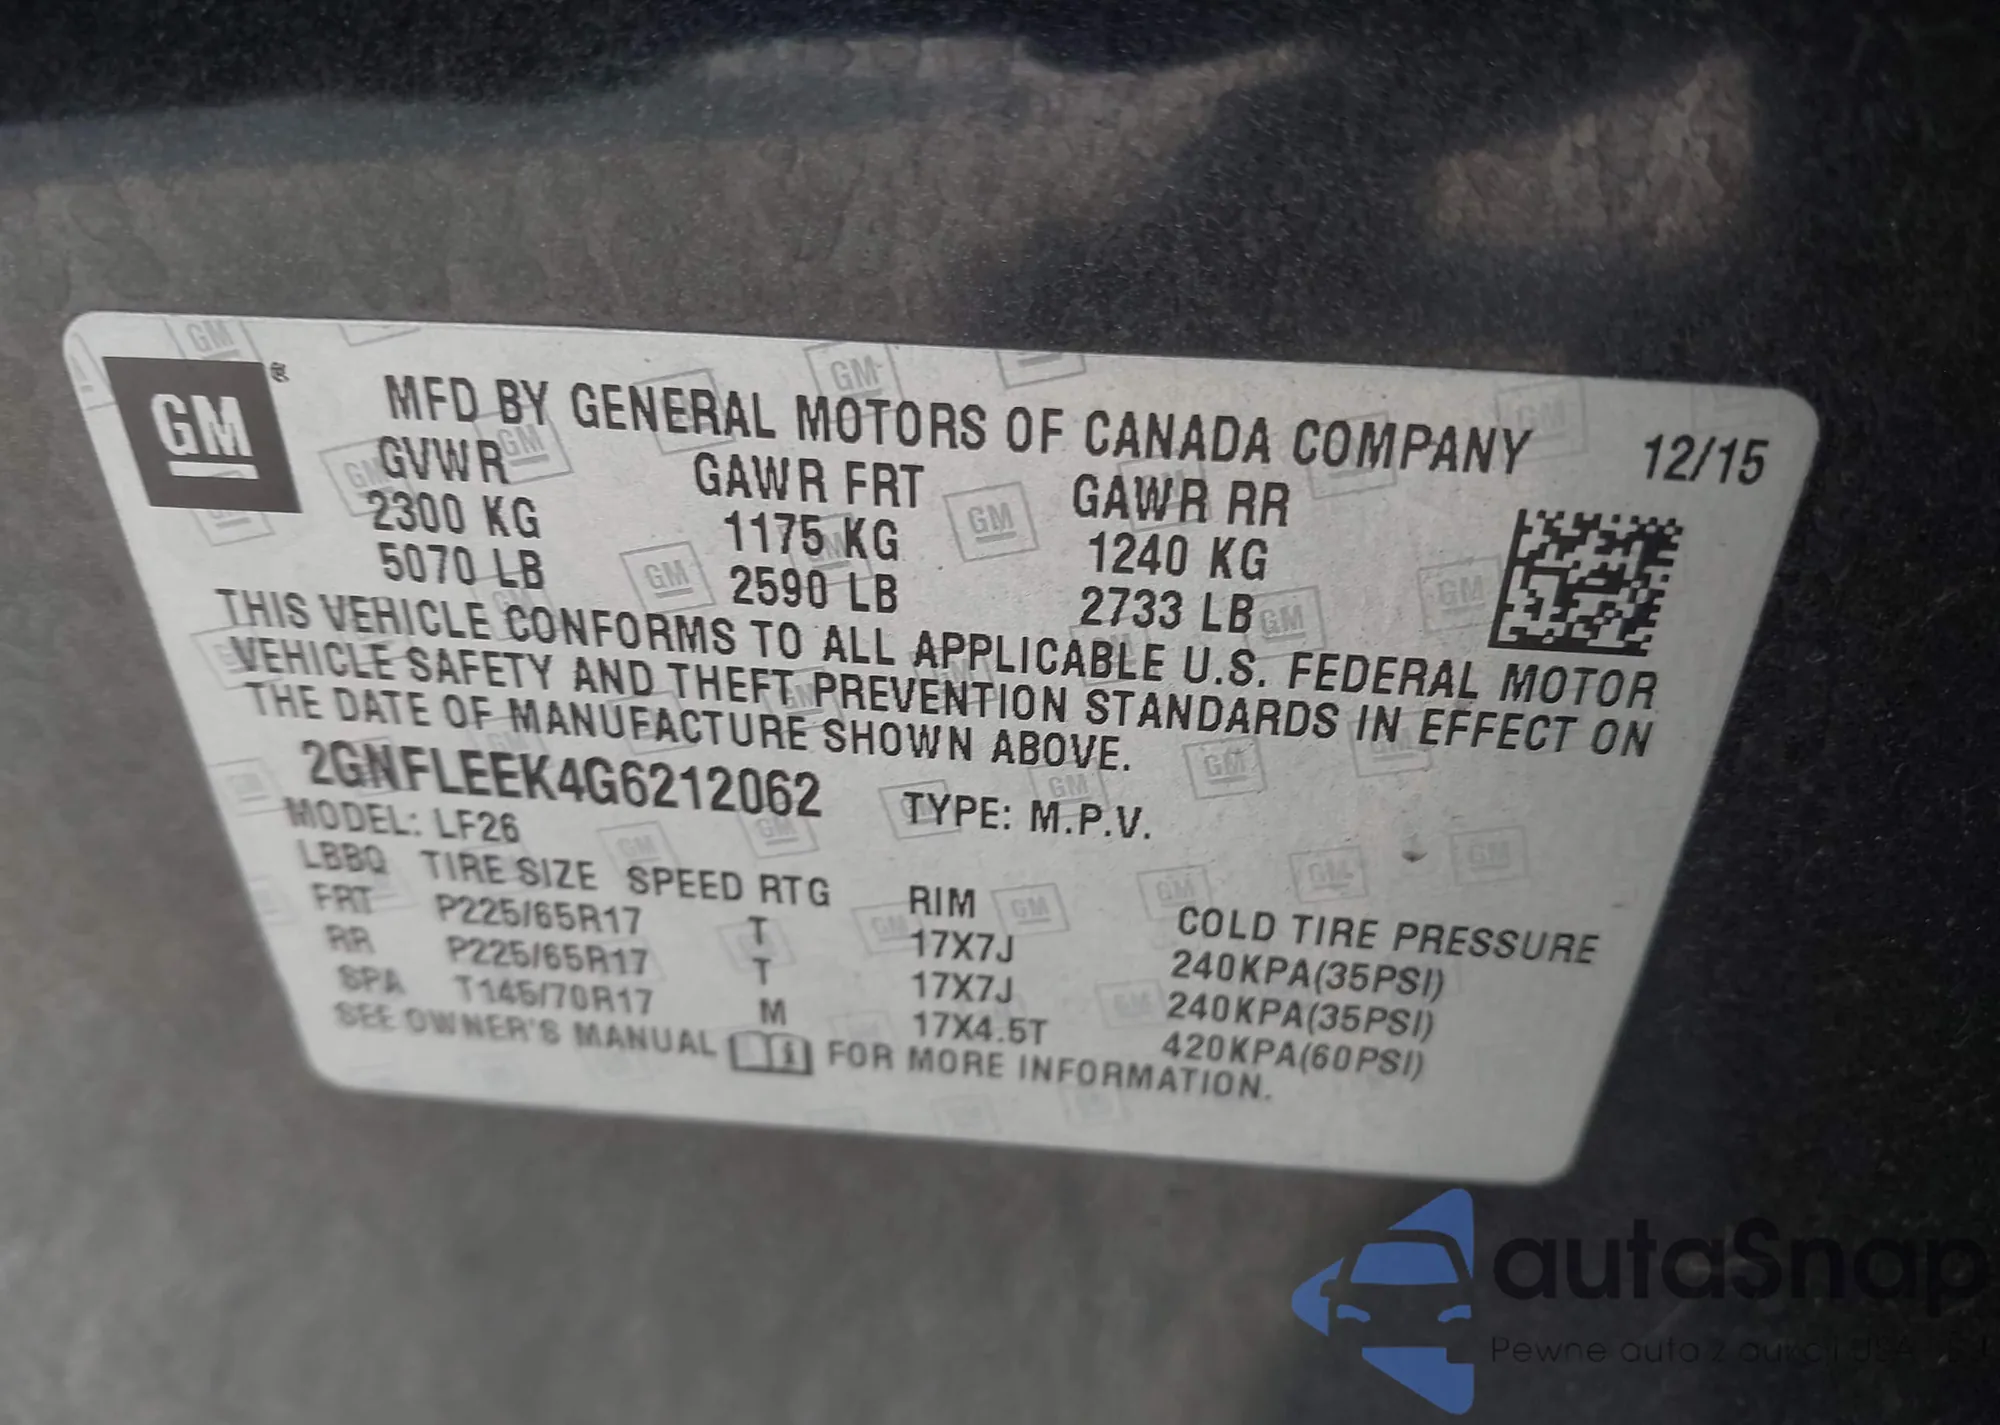 GM ®
MFD BY GENERAL MOTORS OF CANADA COMPANY 12/15
GVWR GAWR FRT GAWR RR
2300 KG 1175 KG 1240 KG
5070 LB 2590 LB 2733 LB
THIS VEHICLE CONFORMS TO ALL APPLICABLE U.S. FEDERAL MOTOR
VEHICLE SAFETY AND THEFT PREVENTION STANDARDS IN EFFECT ON
THE DATE OF MANUFACTURE SHOWN ABOVE.
2GNFLEEK4G6212062 TYPE: M.P.V.
MODEL: LF26
LBBQ TIRE SIZE SPEED RTG RIM COLD TIRE PRESSURE
FRT P225/65R17 T 17X7J 240KPA(35PSI)
RR P225/65R17 T 17X7J 240KPA(35PSI)
SPA T145/70R17 M 17X4.5T 420KPA(60PSI)
SEE OWNER'S MANUAL FOR MORE INFORMATION.
autaSnap
Pewne auta z aukcji USA